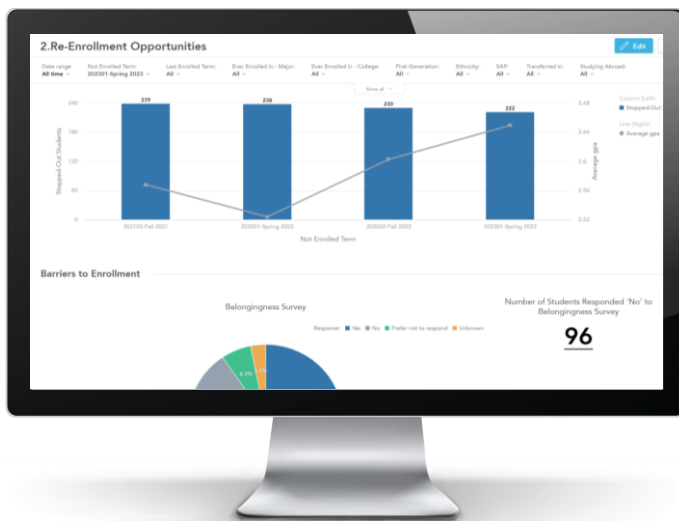 2.Re-Enrollment Opportunities
Edit
Date range Not Enrolled Term: Last Enrolled Term: Ever Enrolled in - Major: Ever Enrolled in - College: First Generation: Ethnicity: SAP: Transferred In: Studying Abroad:
All time 202301-Spring 2023 All All All All All All All All
Show all
Column (Left)
Stopped-Out
Line (Right)
Average gpa
Stopped-Out Students
240
180
120
60
0
239
238
230
222
2.68
2.64
2.6
2.56
2.52
Average gpa
202102-Fall 2021 202201-Spring 2022 202202-Fall 2022 202301-Spring 2023
Not Enrolled Term
Barriers to Enrollment
Belongingness Survey
Response: Yes No Prefer not to respond Unknown
6.3%
Number of Students Responded 'No' to
Belongingness Survey
96